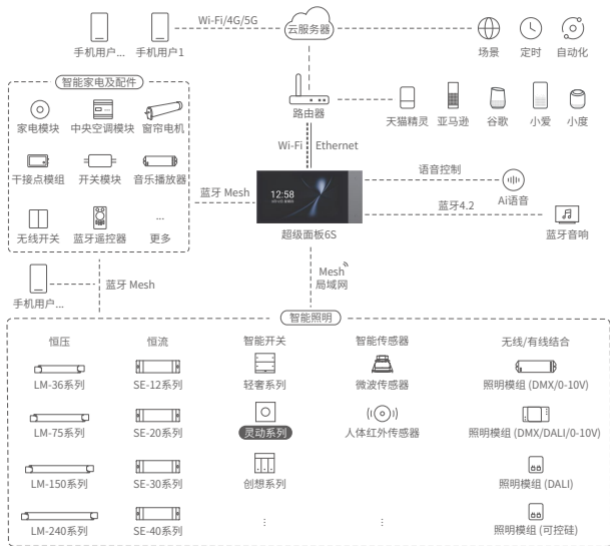 Wi-Fi/4G/5G
云服务器
手机用户... 手机用户1
场景 定时 自动化
智能家电及配件
路由器
天猫精灵 亚马逊 谷歌 小爱 小度
家电模块 中央空调模块 窗帘电机
Wi-Fi Ethernet
干接点模组 开关模块 音乐播放器
语音控制
蓝牙 Mesh
12:58
Ai语音
蓝牙4.2
无线开关 蓝牙遥控器 更多
...
超级面板6S
蓝牙音响
手机用户...
蓝牙 Mesh
Mesh
局域网
智能照明
恒压 恒流 智能开关 智能传感器 无线/有线结合
LM-36系列 SE-12系列 轻奢系列 微波传感器 照明模组 (DMX/0-10V)
LM-75系列 SE-20系列 灵动系列 人体红外传感器 照明模组 (DMX/DALI/0-10V)
LM-150系列 SE-30系列 创想系列 照明模组 (DALI)
LM-240系列 SE-40系列 ⋮ ⋮ 照明模组 (可控硅)